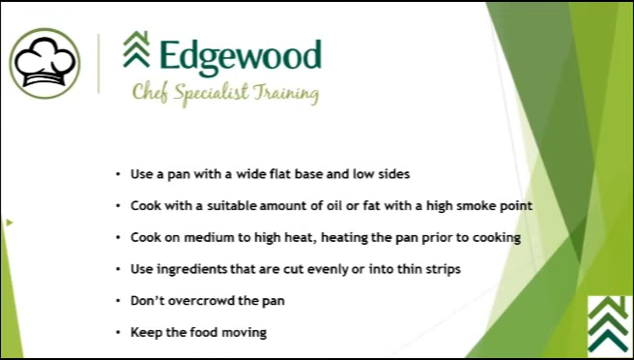 Edgewood
Chef Specialist Training
• Use a pan with a wide flat base and low sides
• Cook with a suitable amount of oil or fat with a high smoke point
• Cook on medium to high heat, heating the pan prior to cooking
• Use ingredients that are cut evenly or into thin strips
• Don't overcrowd the pan
• Keep the food moving